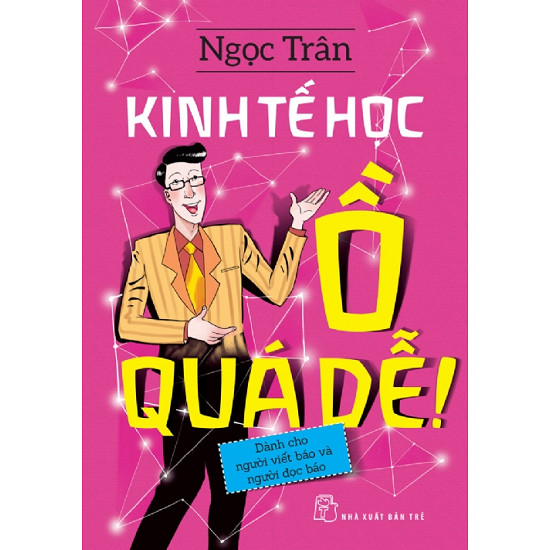 Ngọc Trân
KINH TẾ HỌC
Ồ
QUÁ DỄ!
Dành cho
người viết báo và
người đọc báo
NHÀ XUẤT BẢN TRẺ